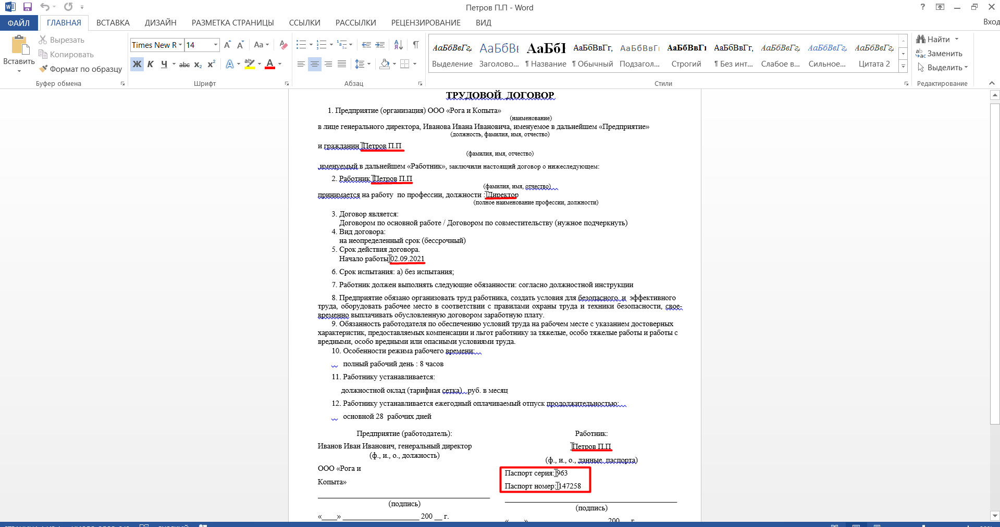 Петров П.П - Word
?
Вход
ФАЙЛ ГЛАВНАЯ ВСТАВКА ДИЗАЙН РАЗМЕТКА СТРАНИЦЫ ССЫЛКИ РАССЫЛКИ РЕЦЕНЗИРОВАНИЕ ВИД
Вставить
Вырезать
Копировать
Формат по образцу
Буфер обмена
Times New R 14
Шрифт
Абзац
АаБбВвГг, АаБбВ АаБбІ АаБбВвГг, АаБбВвГг АаБбВвГг АаБбВвГг, АаБбВвГг, АаБбВвГг, АаБбВвГг,
Выделение Заголово... ¶ Название ¶ Обычный Подзагол... Строгий ¶ Без инт... Слабое в... Сильное... Цитата 2
Стили
Найти
Заменить
Выделить
Редактирование
ТРУДОВОЙ ДОГОВОР
1. Предприятие (организация) ООО «Рога и Копыта»
(наименование)
в лице генерального директора, Иванова Ивана Ивановича, именуемое в дальнейшем «Предприятие»
(должность, фамилия, имя, отчество)
и гражданин Петров П.П
(фамилия, имя, отчество)
,именуемый в дальнейшем «Работник», заключили настоящий договор о нижеследующем:
2. Работник Петров П.П
(фамилия, имя, отчество)
принимается на работу по профессии, должности : Директор
(полное наименование профессии, должности)
3. Договор является:
Договором по основной работе / Договором по совместительству (нужное подчеркнуть)
4. Вид договора:
на неопределенный срок (бессрочный)
5. Срок действия договора.
Начало работы 02.09.2021
6. Срок испытания: а) без испытания;
7. Работник должен выполнять следующие обязанности: согласно должностной инструкции
8. Предприятие обязано организовать труд работника, создать условия для безопасного и эффективного
труда, оборудовать рабочее место в соответствии с правилами охраны труда и техники безопасности, свое-
временно выплачивать обусловленную договором заработную плату.
9. Обязанность работодателя по обеспечению условий труда на рабочем месте с указанием достоверных
характеристик, предоставляемых компенсации и льгот работнику за тяжелые, особо тяжелые работы и работы с
вредными, особо вредными или опасными условиями труда.
10. Особенности режима рабочего времени:
полный рабочий день : 8 часов
11. Работнику устанавливается:
должностной оклад (тарифная сетка) руб. в месяц
12. Работнику устанавливается ежегодный оплачиваемый отпуск продолжительностью:
основной 28 рабочих дней
Предприятие (работодатель):
Иванов Иван Иванович, генеральный директор
(ф., и., о., должность)
ООО «Рога и
Копыта»
(подпись)
«____» ____________________ 200 __ г.
Работник:
Петров П.П
(ф., и., о., данные паспорта)
Паспорт серия: 963
Паспорт номер: 147258
(подпись)
«____» ____________________ 200 __ г.